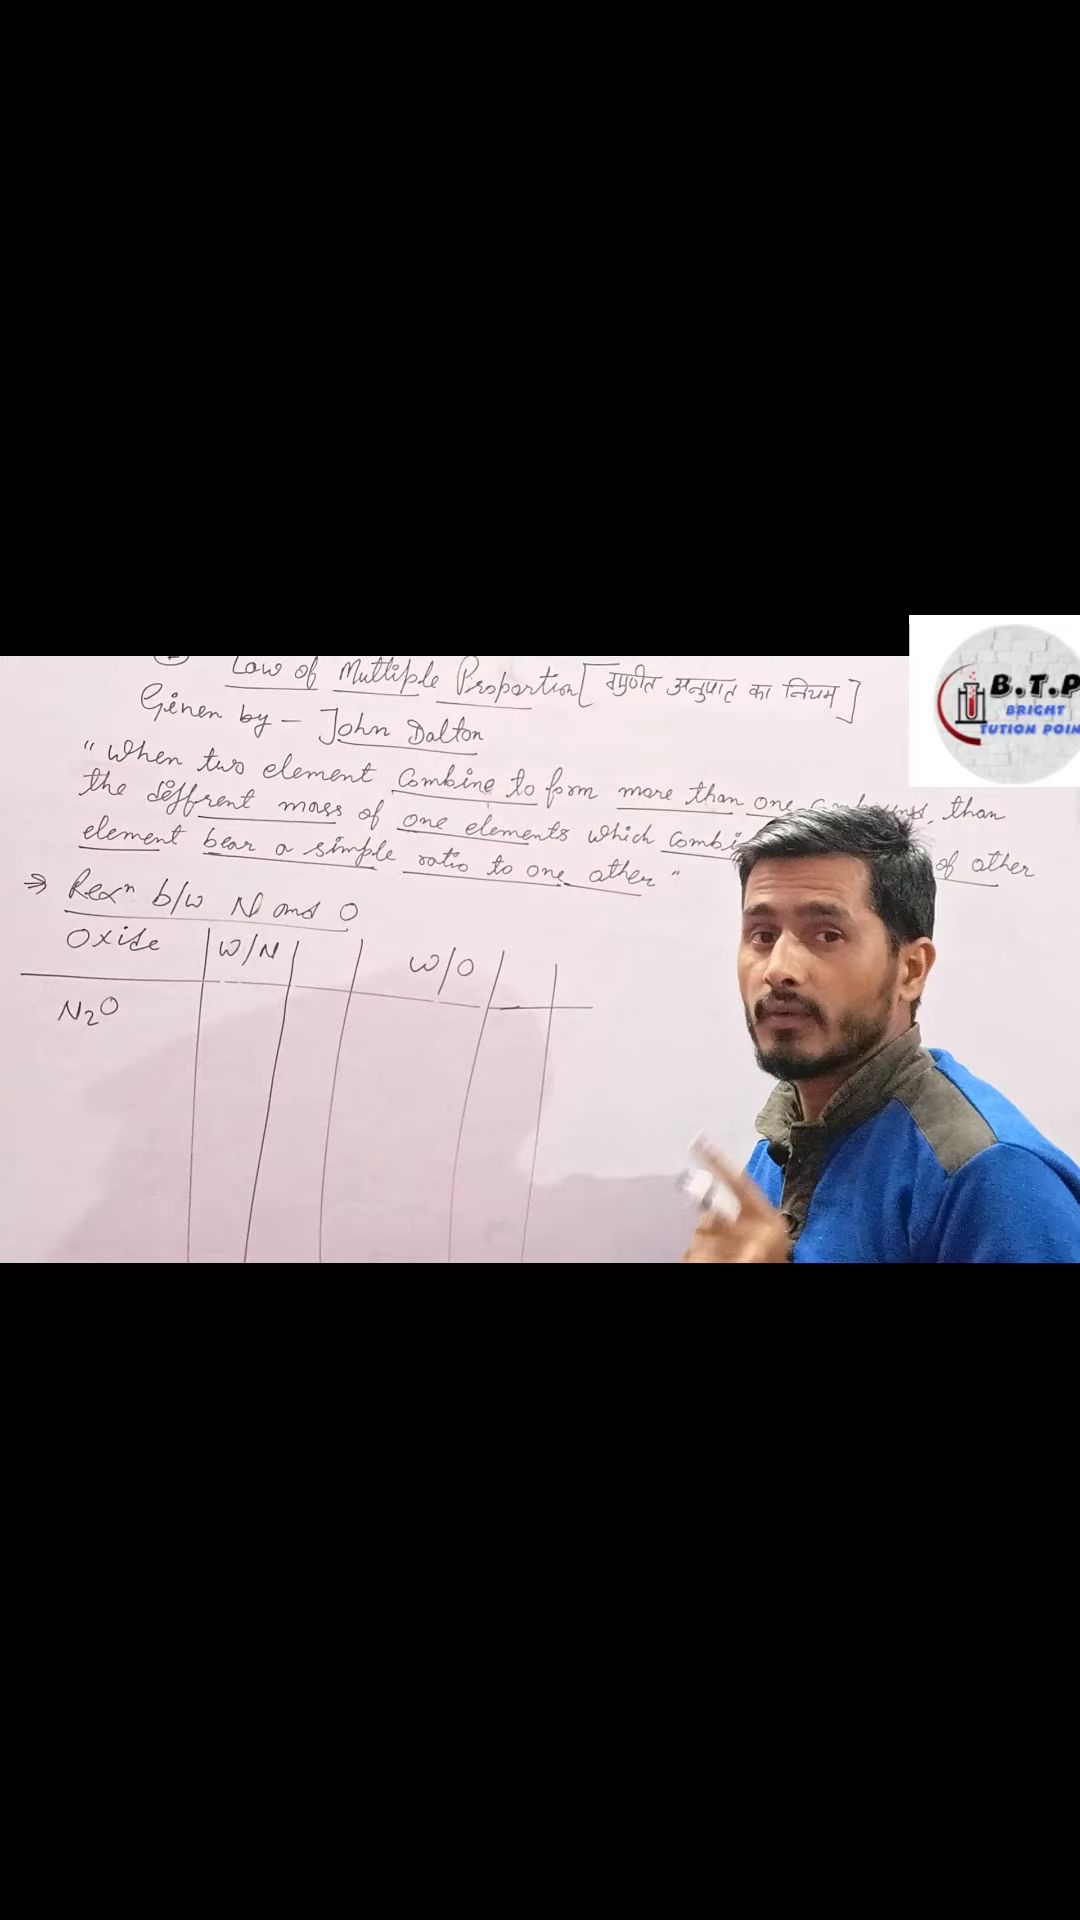 Law of Multiple Proportion [गुणित अनुपात का नियम]
B.T.P
BRIGHT
TUTION POIN
Given by - John Dalton
"When two element Combine to form more than one than
the diffrent mass of one elements which combi of other
element bear a simple ratio to one other"
⇒ Rexⁿ b/w N and O
Oxide W/N W/O
N₂O